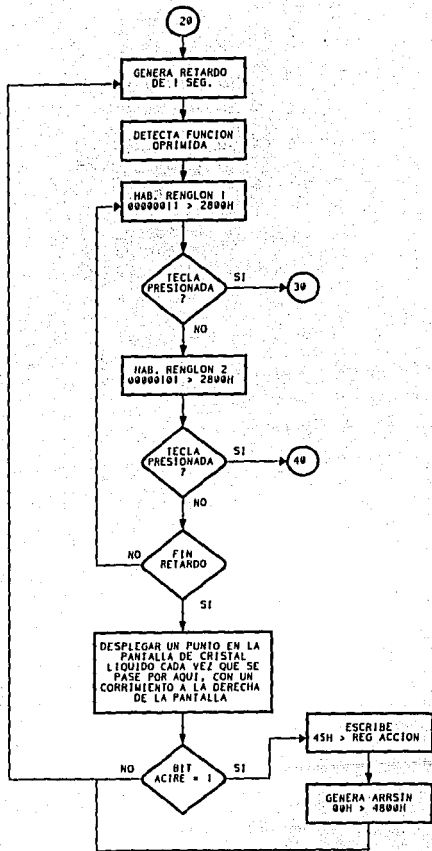 20
GENERA RETARDO
DE 1 SEG.
DETECTA FUNCION
OPRIMIDA
HAB. RENGLON 1
00000011 > 2800H
TECLA
PRESIONADA
?
SI
30
NO
HAB. RENGLON 2
00000101 > 2800H
TECLA
PRESIONADA
?
SI
40
NO
FIN
RETARDO
NO
SI
DESPLEGAR UN PUNTO EN LA
PANTALLA DE CRISTAL
LIQUIDO CADA VEZ QUE SE
PASE POR AQUI, CON UN
CORRIMIENTO A LA DERECHA
DE LA PANTALLA
BIT
ACIRE = 1
NO
SI
ESCRIBE
45H > REG ACCION
GENERA ARRSIN
00H > 4800H